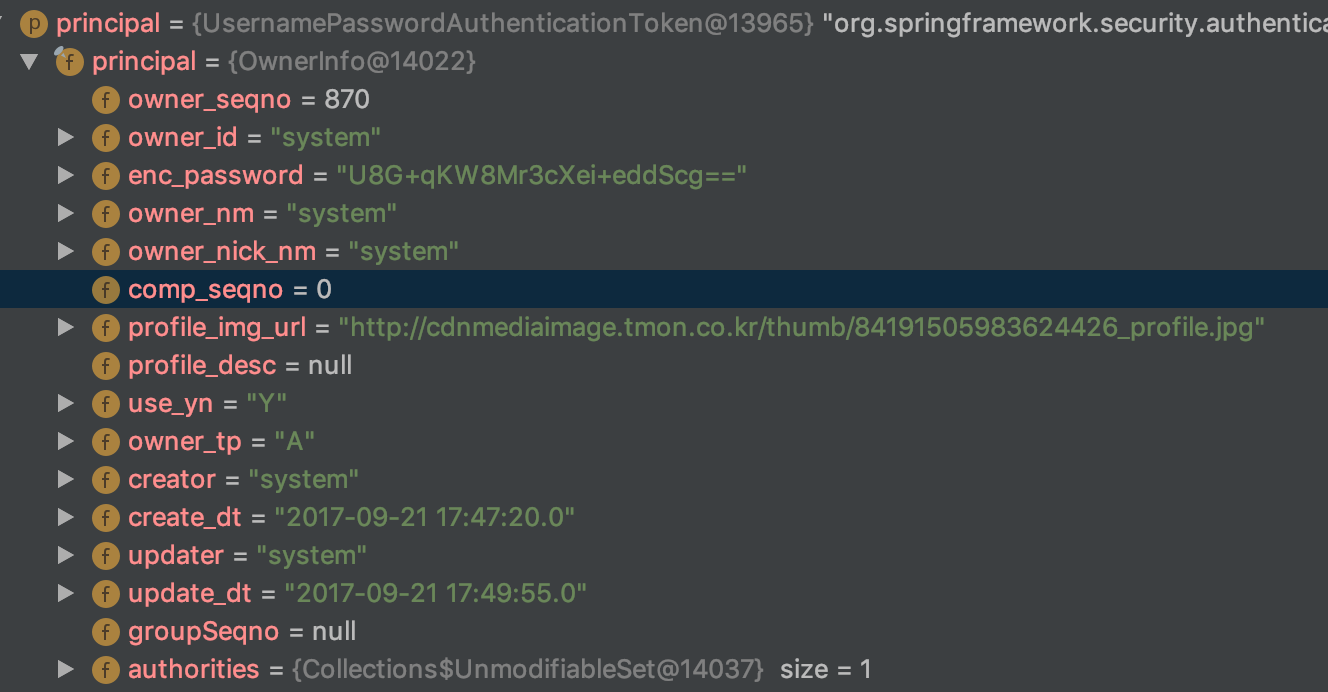 p principal = {UsernamePasswordAuthenticationToken@13965} "org.springframework.security.authentica
f principal = {OwnerInfo@14022}
f owner_seqno = 870
f owner_id = "system"
f enc_password = "U8G+qKW8Mr3cXei+eddScg=="
f owner_nm = "system"
f owner_nick_nm = "system"
f comp_seqno = 0
f profile_img_url = "http://cdnmediaimage.tmon.co.kr/thumb/84191505983624426_profile.jpg"
f profile_desc = null
f use_yn = "Y"
f owner_tp = "A"
f creator = "system"
f create_dt = "2017-09-21 17:47:20.0"
f updater = "system"
f update_dt = "2017-09-21 17:49:55.0"
f groupSeqno = null
f authorities = {Collections$UnmodifiableSet@14037} size = 1